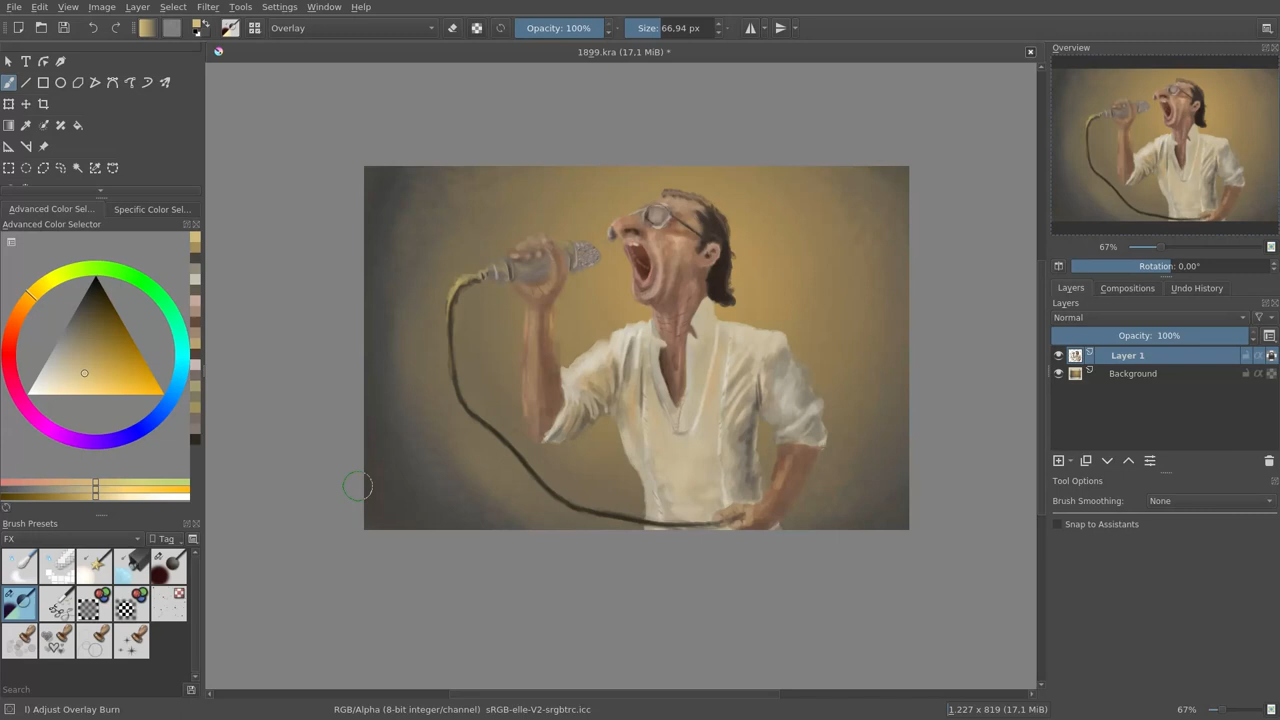 File Edit View Image Layer Select Filter Tools Settings Window Help
Overlay Opacity: 100% Size: 66,94 px
1899.kra (17,1 MiB) *
Advanced Color Sel... Specific Color Sel...
Advanced Color Selector
Brush Presets
FX Tag
Search
l) Adjust Overlay Burn
RGB/Alpha (8-bit integer/channel) sRGB-elle-V2-srgbtrc.icc
1.227 x 819 (17,1 MiB)
67%
Overview
67%
Rotation: 0,00°
Layers Compositions Undo History
Layers
Normal
Opacity: 100%
Layer 1
Background
Tool Options
Brush Smoothing: None
Snap to Assistants